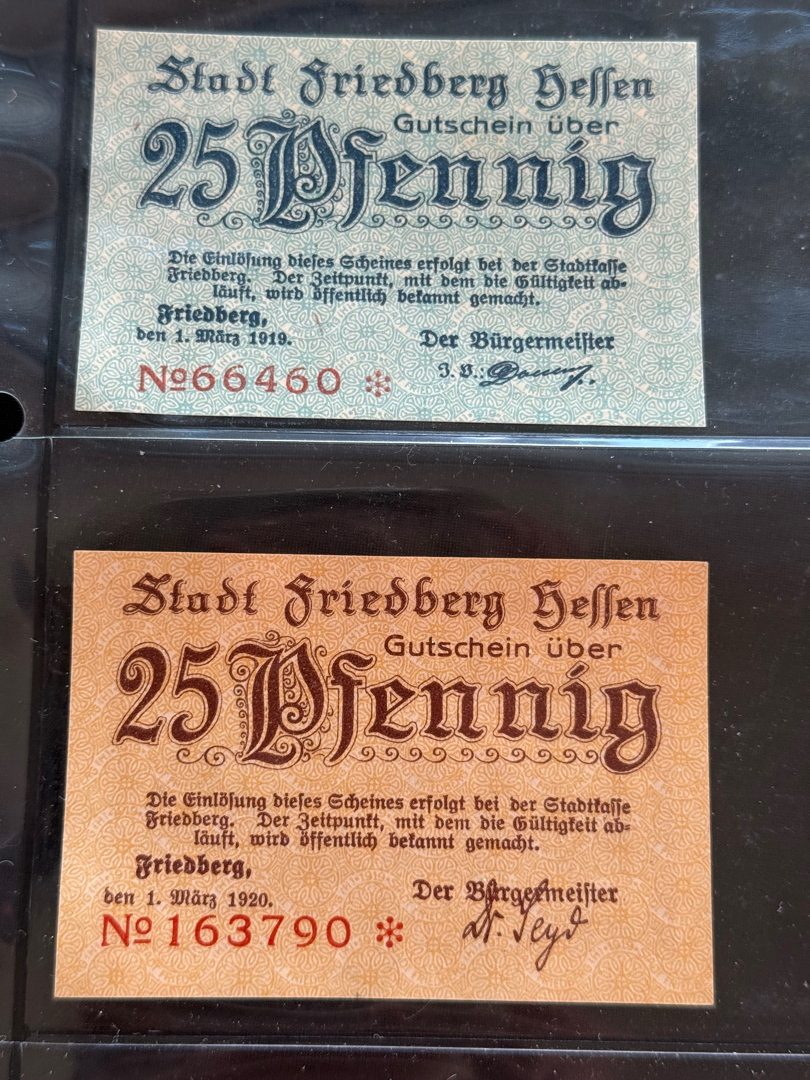 Stadt Friedberg Hessen
Gutschein über
25 Pfennig
Die Einlösung dieses Scheines erfolgt bei der Stadtkasse
Friedberg. Der Zeitpunkt, mit dem die Gültigkeit ab-
läuft, wird öffentlich bekannt gemacht.
Friedberg,
den 1. März 1919.
Der Bürgermeister
№66460 *
J. V.:
Stadt Friedberg Hessen
Gutschein über
25 Pfennig
Die Einlösung dieses Scheines erfolgt bei der Stadtkasse
Friedberg. Der Zeitpunkt, mit dem die Gültigkeit ab-
läuft, wird öffentlich bekannt gemacht.
Friedberg,
den 1. März 1920.
Der Bürgermeister
№163790 *
Dr. Seyd